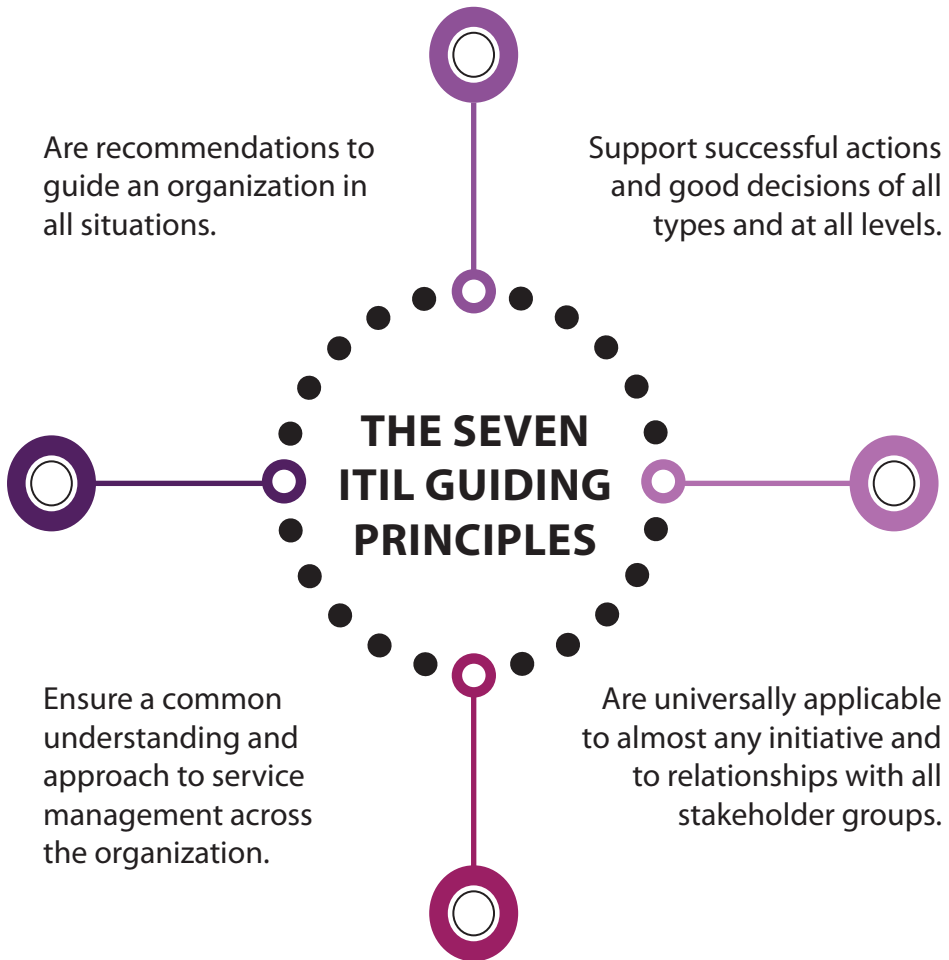 Are recommendations to
guide an organization in
all situations.
Support successful actions
and good decisions of all
types and at all levels.
THE SEVEN
ITIL GUIDING
PRINCIPLES
Ensure a common
understanding and
approach to service
management across
the organization.
Are universally applicable
to almost any initiative and
to relationships with all
stakeholder groups.